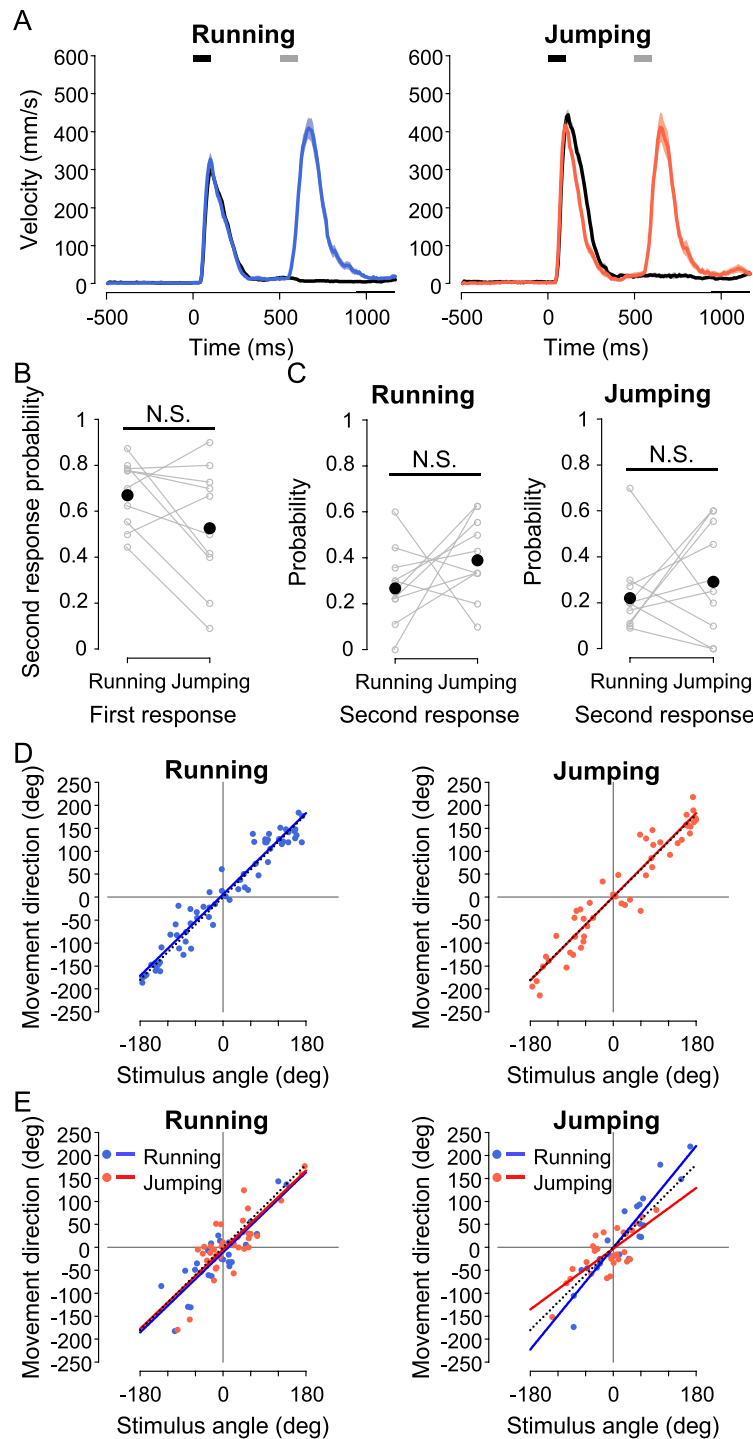 A
Running
Jumping
Velocity (mm/s)
600
500
400
300
200
100
0
-500
0
500
1000
Time (ms)
600
500
400
300
200
100
0
-500
0
500
1000
Time (ms)
B
Second response probability
1
0.8
0.6
0.4
0.2
0
N.S.
Running Jumping
First response
C
Running
Jumping
Probability
1
0.8
0.6
0.4
0.2
0
N.S.
Running Jumping
Second response
Probability
1
0.8
0.6
0.4
0.2
0
N.S.
Running Jumping
Second response
D
Running
Movement direction (deg)
250
200
150
100
50
0
-50
-100
-150
-200
-250
-180
0
180
Stimulus angle (deg)
Jumping
Movement direction (deg)
250
200
150
100
50
0
-50
-100
-150
-200
-250
-180
0
180
Stimulus angle (deg)
E
Running
Running
Jumping
Movement direction (deg)
250
200
150
100
50
0
-50
-100
-150
-200
-250
-180
0
180
Stimulus angle (deg)
Jumping
Running
Jumping
Movement direction (deg)
250
200
150
100
50
0
-50
-100
-150
-200
-250
-180
0
180
Stimulus angle (deg)